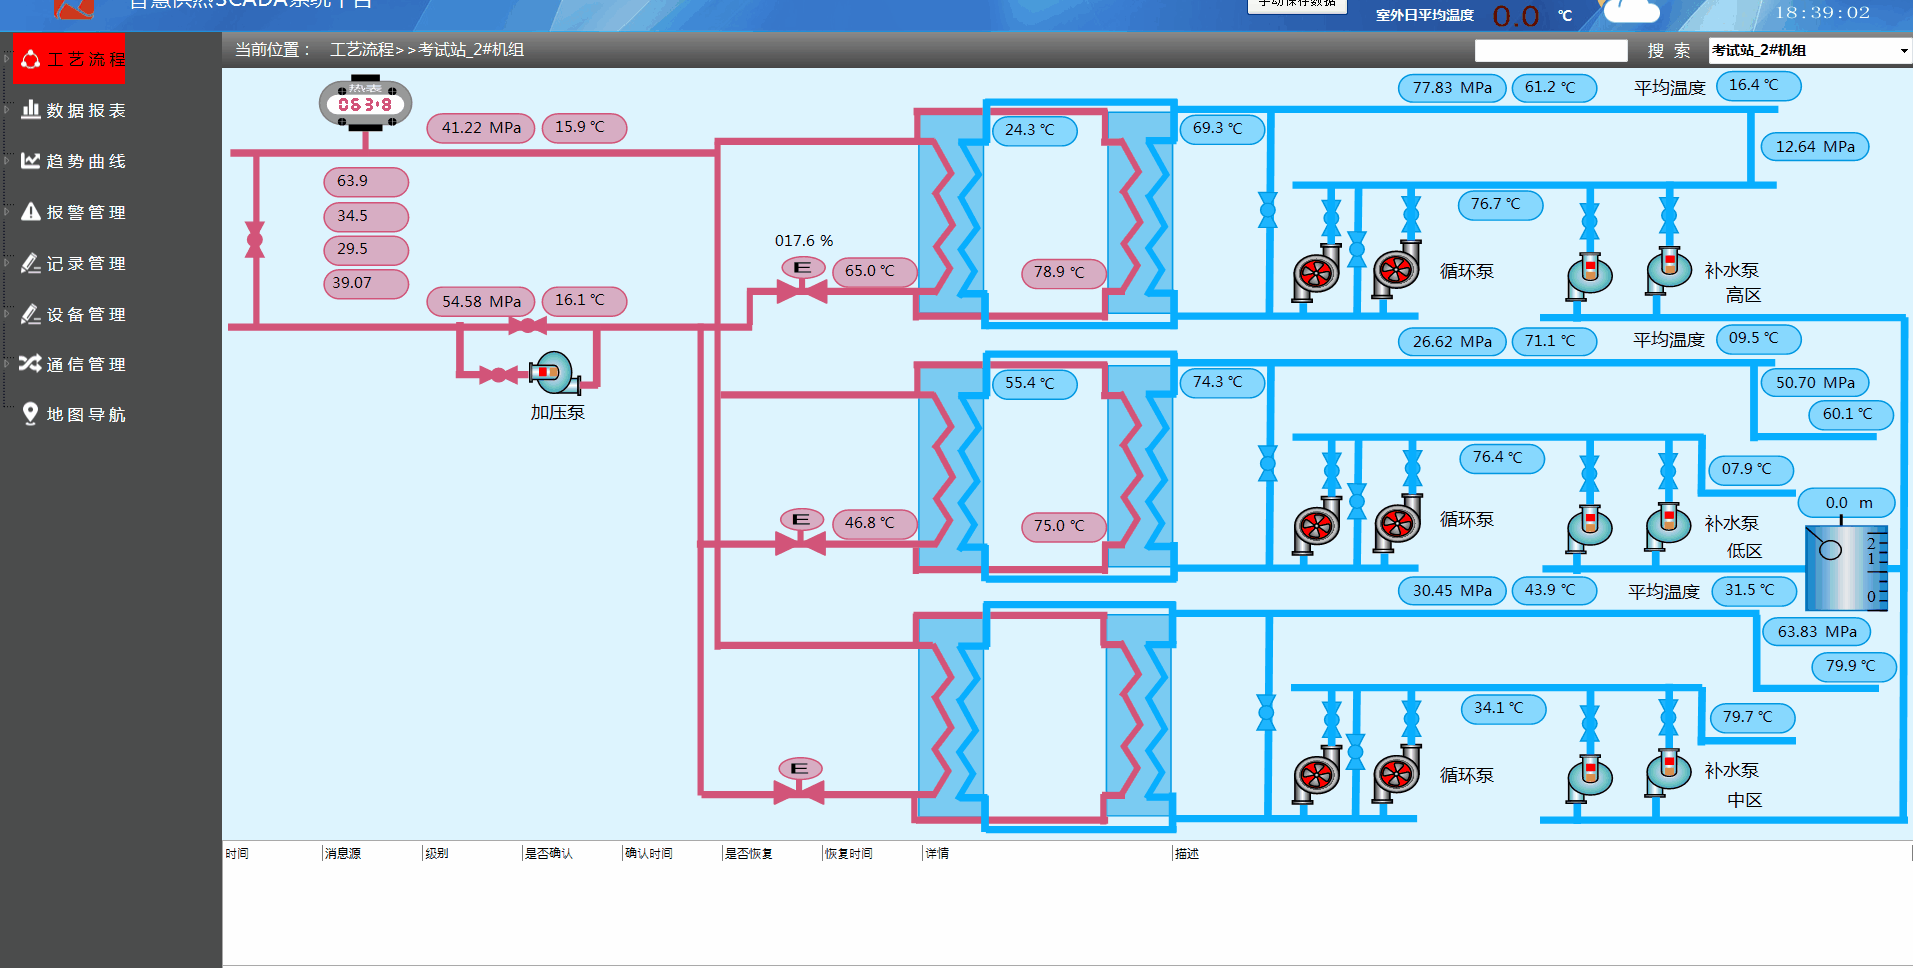 智慧供热SCADA系统平台
手动保存数据
室外日平均温度 0.0 ℃
18:39:02
当前位置： 工艺流程>>考试站_2#机组
搜 索
考试站_2#机组
工艺流程
数据报表
趋势曲线
报警管理
记录管理
设备管理
通信管理
地图导航
热表
063.8
41.22 MPa
15.9 ℃
63.9
34.5
29.5
39.07
54.58 MPa
16.1 ℃
加压泵
017.6 %
E
65.0 ℃
24.3 ℃
78.9 ℃
69.3 ℃
77.83 MPa
61.2 ℃
平均温度
16.4 ℃
12.64 MPa
76.7 ℃
循环泵
补水泵
高区
E
46.8 ℃
55.4 ℃
75.0 ℃
74.3 ℃
26.62 MPa
71.1 ℃
平均温度
09.5 ℃
50.70 MPa
60.1 ℃
76.4 ℃
07.9 ℃
循环泵
补水泵
低区
0.0 m
2
1
0
E
30.45 MPa
43.9 ℃
平均温度
31.5 ℃
63.83 MPa
79.9 ℃
34.1 ℃
79.7 ℃
循环泵
补水泵
中区
时间 消息源 级别 是否确认 确认时间 是否恢复 恢复时间 详情 描述